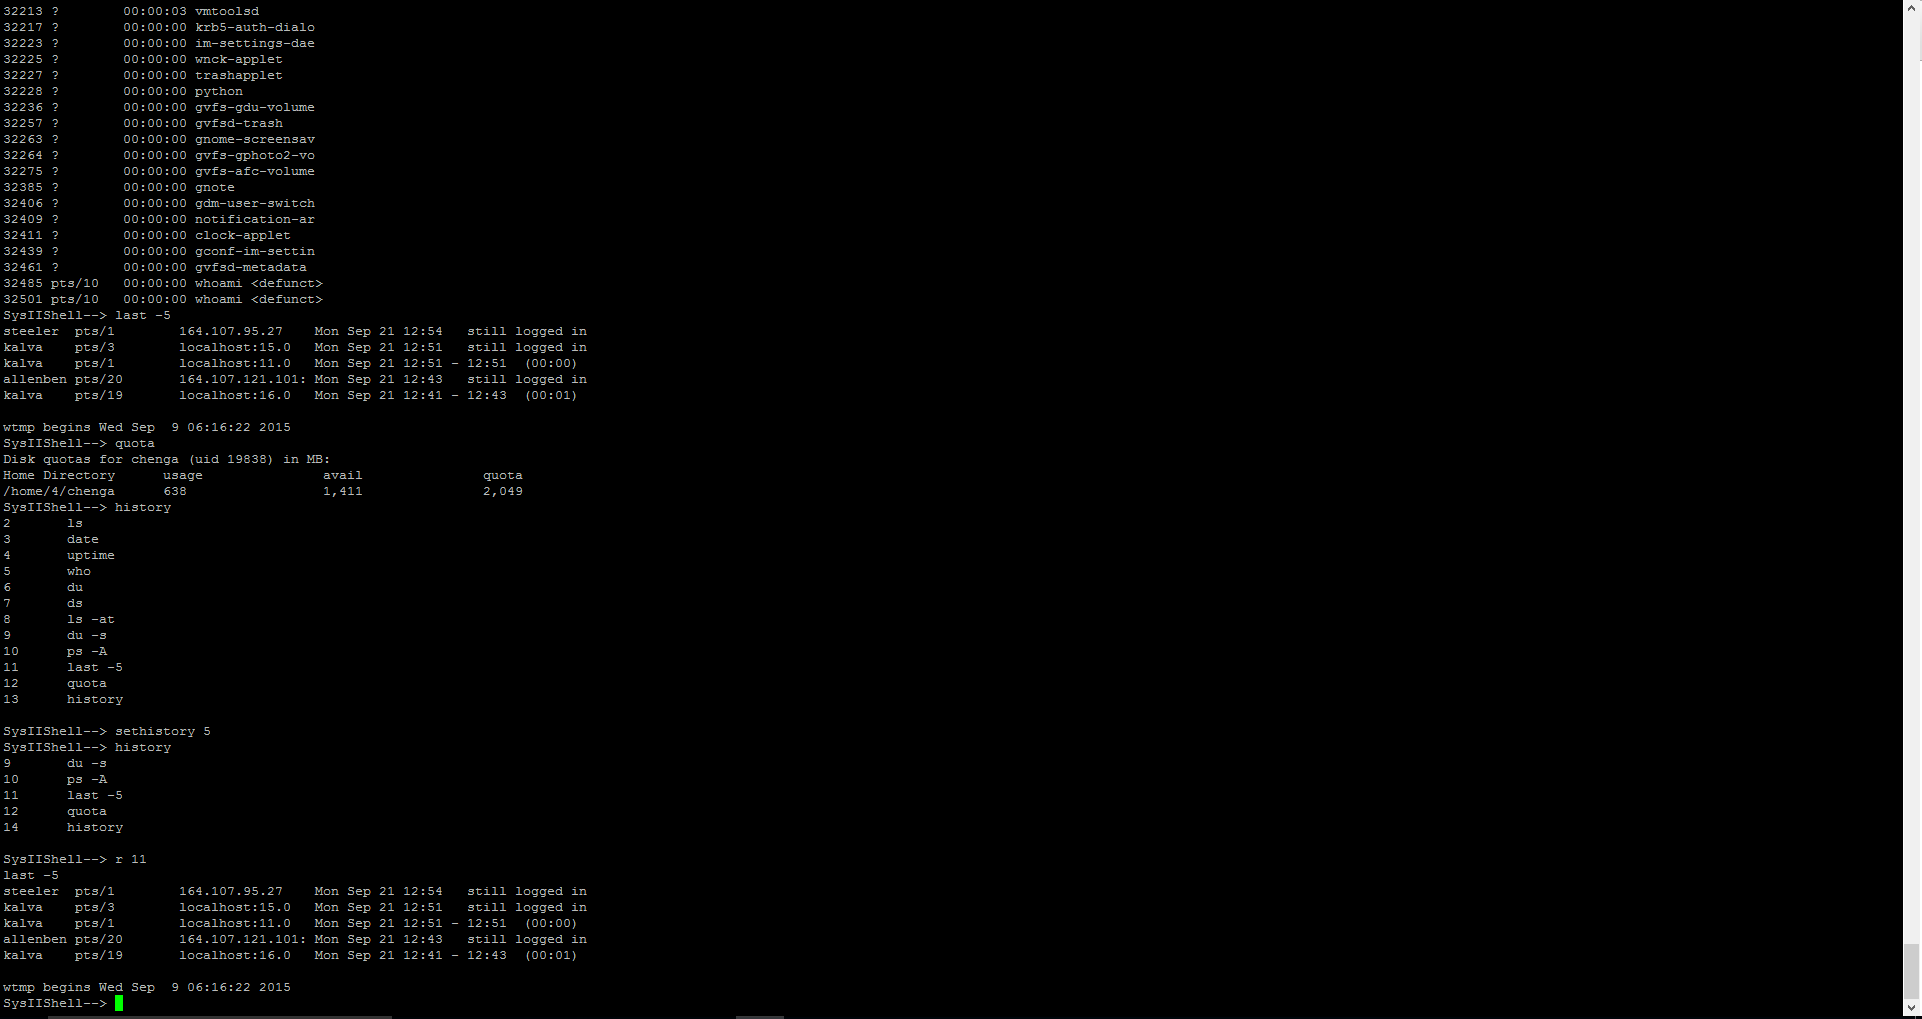 32213 ?        00:00:03 vmtoolsd
32217 ?        00:00:00 krb5-auth-dialo
32223 ?        00:00:00 im-settings-dae
32225 ?        00:00:00 wnck-applet
32227 ?        00:00:00 trashapplet
32228 ?        00:00:00 python
32236 ?        00:00:00 gvfs-gdu-volume
32257 ?        00:00:00 gvfsd-trash
32263 ?        00:00:00 gnome-screensav
32264 ?        00:00:00 gvfs-gphoto2-vo
32275 ?        00:00:00 gvfs-afc-volume
32385 ?        00:00:00 gnote
32406 ?        00:00:00 gdm-user-switch
32409 ?        00:00:00 notification-ar
32411 ?        00:00:00 clock-applet
32439 ?        00:00:00 gconf-im-settin
32461 ?        00:00:00 gvfsd-metadata
32485 pts/10   00:00:00 whoami <defunct>
32501 pts/10   00:00:00 whoami <defunct>
SysIIShell--> last -5
steeler  pts/1        164.107.95.27    Mon Sep 21 12:54   still logged in
kalva    pts/3        localhost:15.0   Mon Sep 21 12:51   still logged in
kalva    pts/1        localhost:11.0   Mon Sep 21 12:51 - 12:51  (00:00)
allenben pts/20       164.107.121.101: Mon Sep 21 12:43   still logged in
kalva    pts/19       localhost:16.0   Mon Sep 21 12:41 - 12:43  (00:01)

wtmp begins Wed Sep  9 06:16:22 2015
SysIIShell--> quota
Disk quotas for chenga (uid 19838) in MB:
Home Directory      usage               avail               quota
/home/4/chenga      638                 1,411               2,049
SysIIShell--> history
2       ls
3       date
4       uptime
5       who
6       du
7       ds
8       ls -at
9       du -s
10      ps -A
11      last -5
12      quota
13      history

SysIIShell--> sethistory 5
SysIIShell--> history
9       du -s
10      ps -A
11      last -5
12      quota
14      history

SysIIShell--> r 11
last -5
steeler  pts/1        164.107.95.27    Mon Sep 21 12:54   still logged in
kalva    pts/3        localhost:15.0   Mon Sep 21 12:51   still logged in
kalva    pts/1        localhost:11.0   Mon Sep 21 12:51 - 12:51  (00:00)
allenben pts/20       164.107.121.101: Mon Sep 21 12:43   still logged in
kalva    pts/19       localhost:16.0   Mon Sep 21 12:41 - 12:43  (00:01)

wtmp begins Wed Sep  9 06:16:22 2015
SysIIShell-->